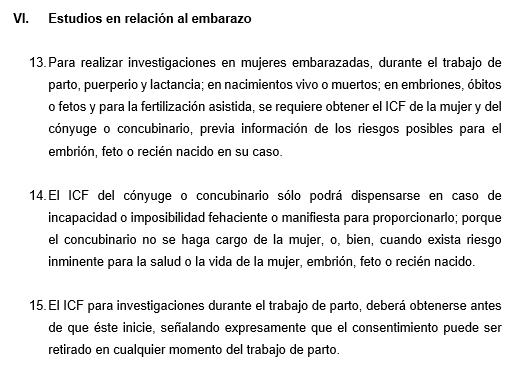 VI. Estudios en relación al embarazo
13. Para realizar investigaciones en mujeres embarazadas, durante el trabajo de
parto, puerperio y lactancia; en nacimientos vivo o muertos; en embriones, óbitos
o fetos y para la fertilización asistida, se requiere obtener el ICF de la mujer y del
cónyuge o concubinario, previa información de los riesgos posibles para el
embrión, feto o recién nacido en su caso.
14. El ICF del cónyuge o concubinario sólo podrá dispensarse en caso de
incapacidad o imposibilidad fehaciente o manifiesta para proporcionarlo; porque
el concubinario no se haga cargo de la mujer, o, bien, cuando exista riesgo
inminente para la salud o la vida de la mujer, embrión, feto o recién nacido.
15. El ICF para investigaciones durante el trabajo de parto, deberá obtenerse antes
de que éste inicie, señalando expresamente que el consentimiento puede ser
retirado en cualquier momento del trabajo de parto.